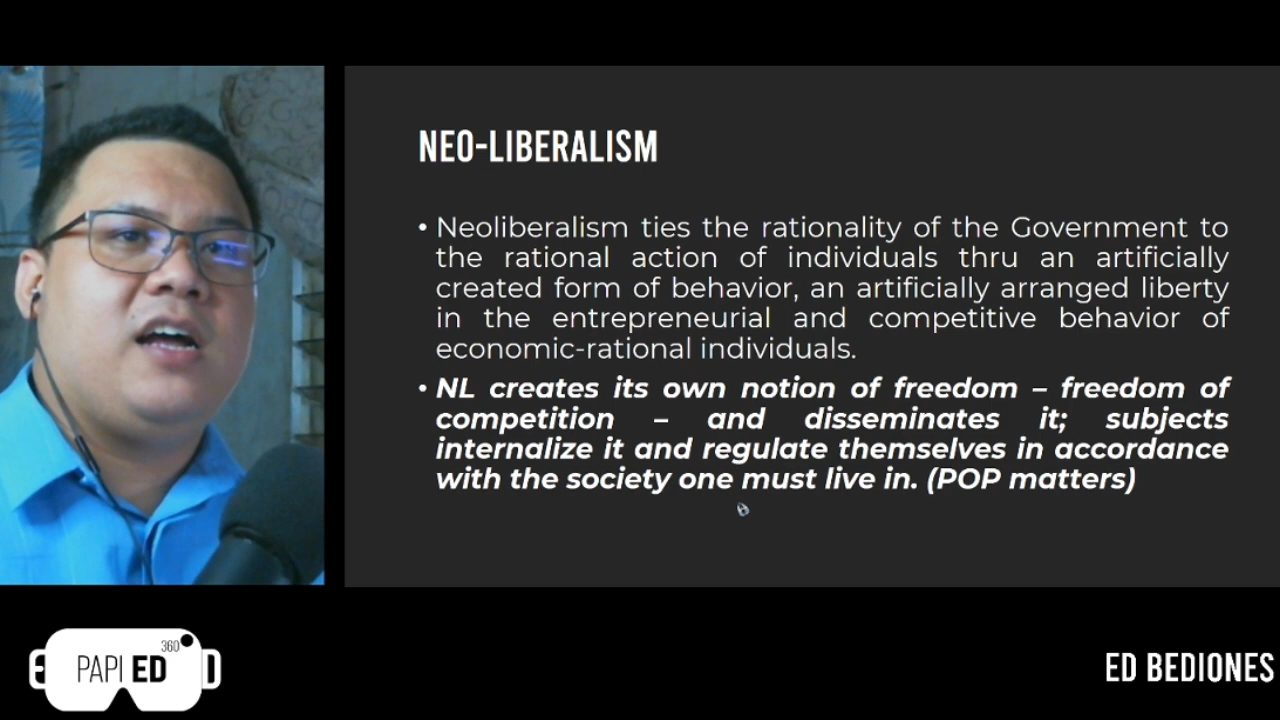 NEO-LIBERALISM
• Neoliberalism ties the rationality of the Government to
the rational action of individuals thru an artificially
created form of behavior, an artificially arranged liberty
in the entrepreneurial and competitive behavior of
economic-rational individuals.
• NL creates its own notion of freedom – freedom of
competition – and disseminates it; subjects
internalize it and regulate themselves in accordance
with the society one must live in. (POP matters)
PAPI ED 360
ED BEDIONES